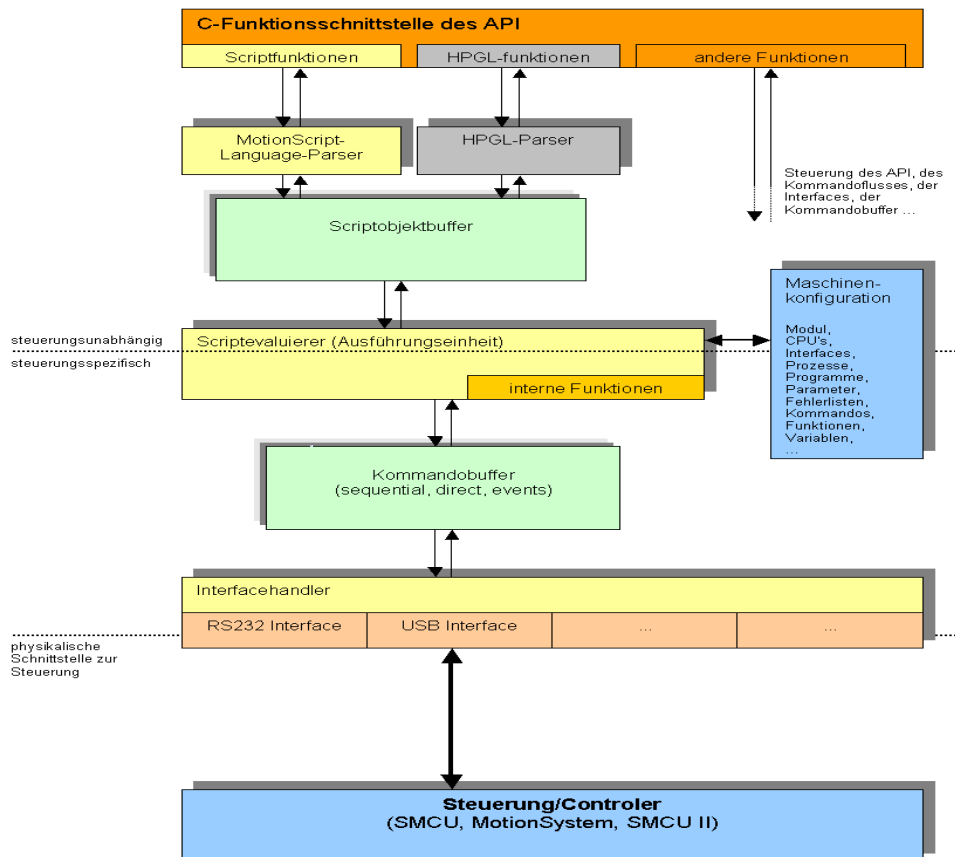 C-Funktionsschnittstelle des API
Scriptfunktionen
HPGL-funktionen
andere Funktionen
MotionScript-
Language-Parser
HPGL-Parser
Steuerung des API, des
Kommandoflusses, der
Interfaces, der
Kommandobuffer ...
Scriptobjektbuffer
Maschinen-
konfiguration
Modul,
CPU's,
Interfaces,
Prozesse,
Programme,
Parameter,
Fehlerlisten,
Kommandos,
Funktionen,
Variablen,
...
steuerungsunabhängig
steuerungsspezifisch
Scriptevaluierer (Ausführungseinheit)
interne Funktionen
Kommandobuffer
(sequential, direct, events)
Interfacehandler
RS232 Interface
USB Interface
...
...
physikalische
Schnittstelle zur
Steuerung
Steuerung/Controler
(SMCU, MotionSystem, SMCU II)